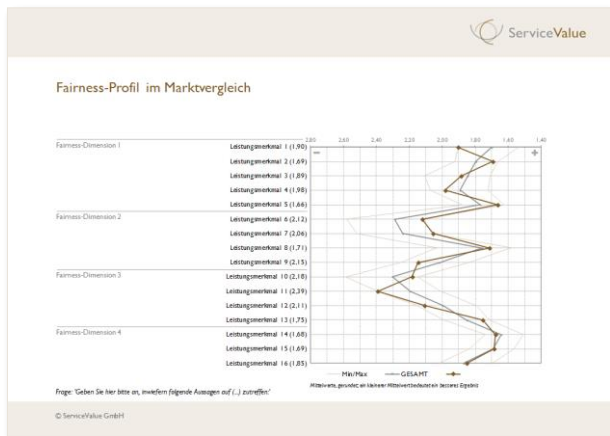 ServiceValue
Fairness-Profil im Marktvergleich
2,80 2,60 2,40 2,20 2,00 1,80 1,60 1,40
− +
Fairness-Dimension 1
Leistungsmerkmal 1 (1,90)
Leistungsmerkmal 2 (1,69)
Leistungsmerkmal 3 (1,89)
Leistungsmerkmal 4 (1,98)
Leistungsmerkmal 5 (1,66)
Fairness-Dimension 2
Leistungsmerkmal 6 (2,12)
Leistungsmerkmal 7 (2,06)
Leistungsmerkmal 8 (1,71)
Leistungsmerkmal 9 (2,15)
Fairness-Dimension 3
Leistungsmerkmal 10 (2,18)
Leistungsmerkmal 11 (2,39)
Leistungsmerkmal 12 (2,11)
Leistungsmerkmal 13 (1,75)
Fairness-Dimension 4
Leistungsmerkmal 14 (1,68)
Leistungsmerkmal 15 (1,69)
Leistungsmerkmal 16 (1,85)
Min/Max GESAMT
Frage: 'Geben Sie hier bitte an, inwiefern folgende Aussagen auf (...) zutreffen.'
Mittelwerte, gerundet; ein kleinerer Mittelwert bedeutet ein besseres Ergebnis
© ServiceValue GmbH